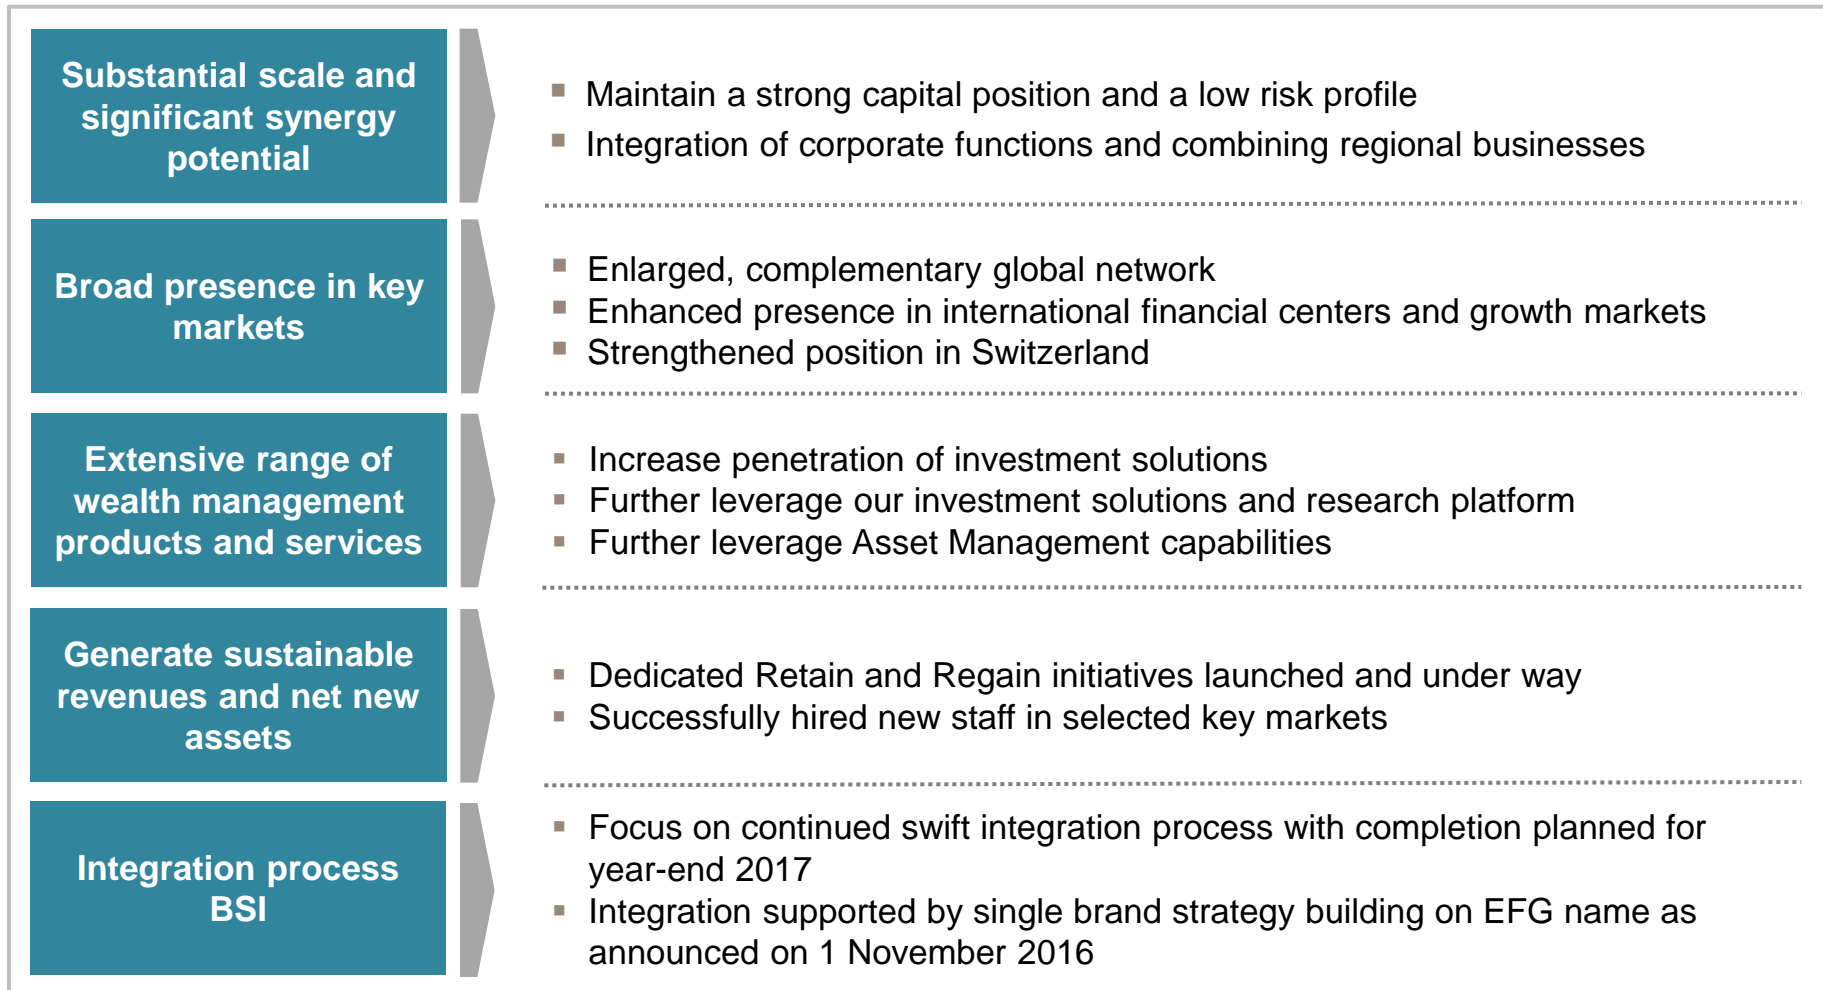 Substantial scale and
significant synergy
potential
▪ Maintain a strong capital position and a low risk profile
▪ Integration of corporate functions and combining regional businesses
Broad presence in key
markets
▪ Enlarged, complementary global network
▪ Enhanced presence in international financial centers and growth markets
▪ Strengthened position in Switzerland
Extensive range of
wealth management
products and services
▪ Increase penetration of investment solutions
▪ Further leverage our investment solutions and research platform
▪ Further leverage Asset Management capabilities
Generate sustainable
revenues and net new
assets
▪ Dedicated Retain and Regain initiatives launched and under way
▪ Successfully hired new staff in selected key markets
Integration process
BSI
▪ Focus on continued swift integration process with completion planned for
year-end 2017
▪ Integration supported by single brand strategy building on EFG name as
announced on 1 November 2016